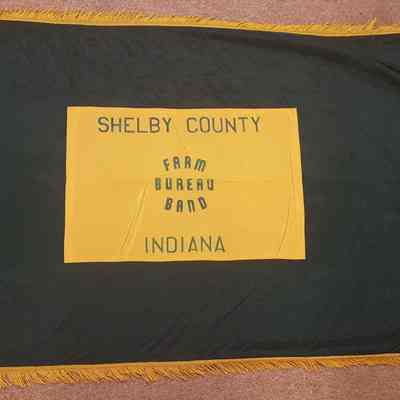 SHELBY COUNTY
FARM
BUREAU
BAND
INDIANA